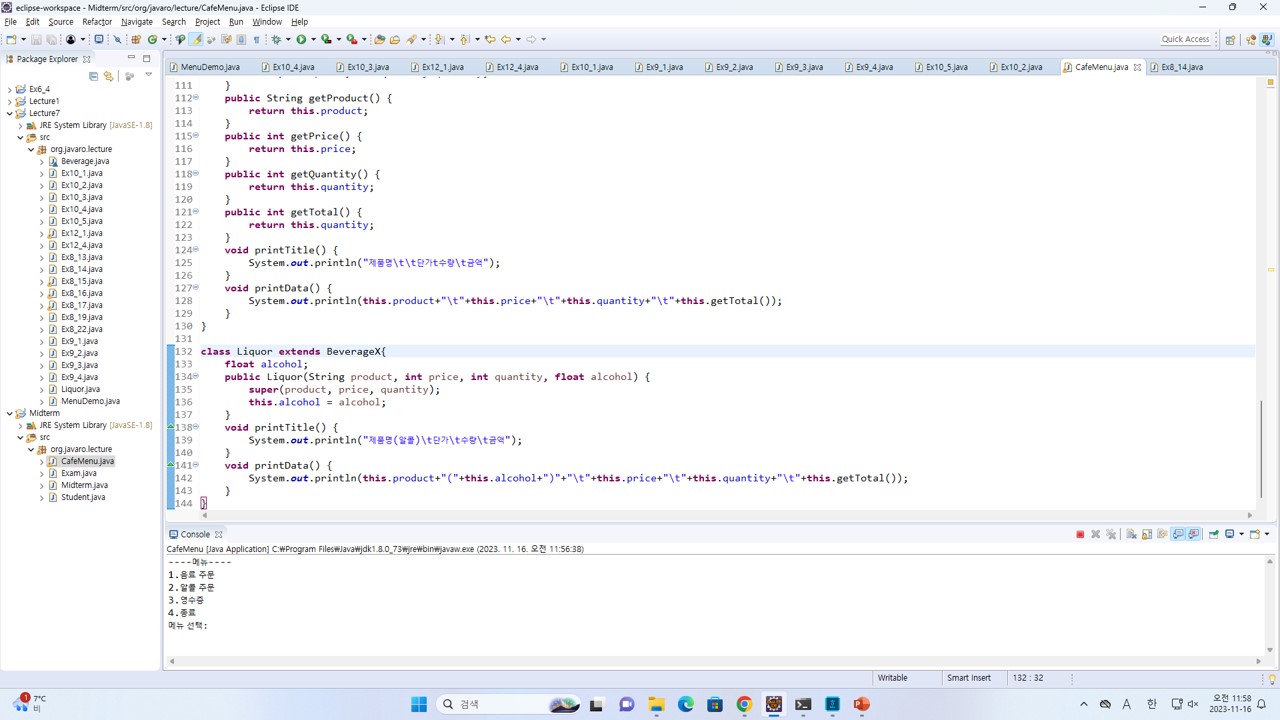 eclipse-workspace - Midterm/src/org/javaro/lecture/CafeMenu.java - Eclipse IDE
File Edit Source Refactor Navigate Search Project Run Window Help
Quick Access
Package Explorer
MenuDemo.java Ex10_4.java Ex10_3.java Ex12_1.java Ex12_4.java Ex10_1.java Ex9_1.java Ex9_2.java Ex9_3.java Ex9_4.java Ex10_5.java Ex10_2.java CafeMenu.java Ex8_14.java
Ex6_4
Lecture1
Lecture7
JRE System Library [JavaSE-1.8]
src
org.javaro.lecture
Beverage.java
Ex10_1.java
Ex10_2.java
Ex10_3.java
Ex10_4.java
Ex10_5.java
Ex12_1.java
Ex12_4.java
Ex8_13.java
Ex8_14.java
Ex8_15.java
Ex8_16.java
Ex8_17.java
Ex8_19.java
Ex8_22.java
Ex9_1.java
Ex9_2.java
Ex9_3.java
Ex9_4.java
Liquor.java
MenuDemo.java
Midterm
JRE System Library [JavaSE-1.8]
src
org.javaro.lecture
CafeMenu.java
Exam.java
Midterm.java
Student.java
111 }
112 public String getProduct() {
113 return this.product;
114 }
115 public int getPrice() {
116 return this.price;
117 }
118 public int getQuantity() {
119 return this.quantity;
120 }
121 public int getTotal() {
122 return this.quantity;
123 }
124 void printTitle() {
125 System.out.println("제품명\t\t단가t수량\t금액");
126 }
127 void printData() {
128 System.out.println(this.product+"\t"+this.price+"\t"+this.quantity+"\t"+this.getTotal());
129 }
130 }
131
132 class Liquor extends BeverageX{
133 float alcohol;
134 public Liquor(String product, int price, int quantity, float alcohol) {
135 super(product, price, quantity);
136 this.alcohol = alcohol;
137 }
138 void printTitle() {
139 System.out.println("제품명(알콜)\t단가\t수량\t금액");
140 }
141 void printData() {
142 System.out.println(this.product+"("+this.alcohol+")"+"\t"+this.price+"\t"+this.quantity+"\t"+this.getTotal());
143 }
144 }
Console
CafeMenu [Java Application] C:₩Program Files₩Java₩jdk1.8.0_73₩jre₩bin₩javaw.exe (2023. 11. 16. 오전 11:56:38)
----메뉴----
1.음료 주문
2.알콜 주문
3.영수증
4.종료
메뉴 선택:
Writable Smart Insert 132 : 32
1
7°C
비
검색
A 한
오전 11:58
2023-11-16